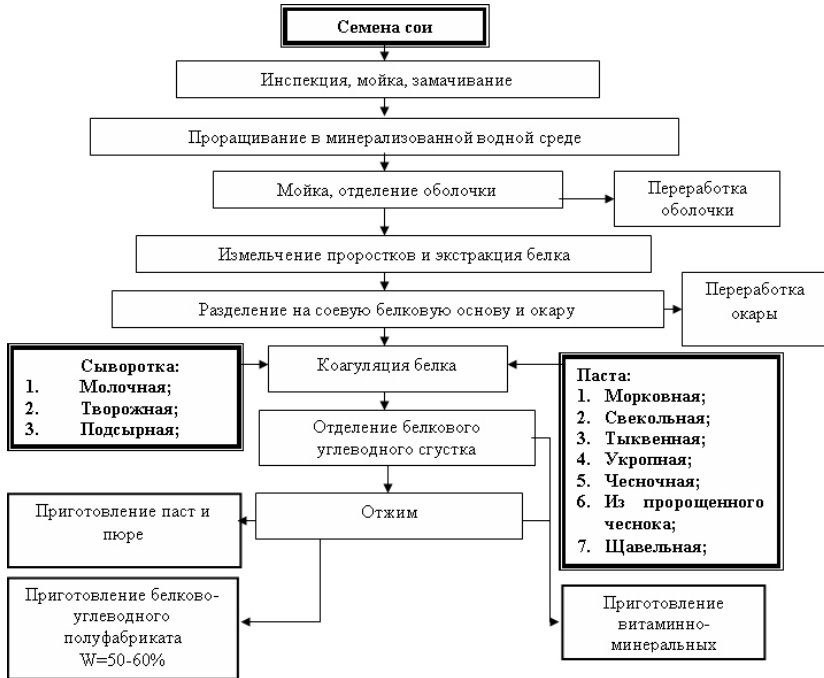 Семена сои
Инспекция, мойка, замачивание
Проращивание в минерализованной водной среде
Мойка, отделение оболочки
Переработка
оболочки
Измельчение проростков и экстракция белка
Разделение на соевую белковую основу и окару
Переработка
окары
Сыворотка:
1. Молочная;
2. Творожная;
3. Подсырная;
Коагуляция белка
Паста:
1. Морковная;
2. Свекольная;
3. Тыквенная;
4. Укропная;
5. Чесночная;
6. Из пророщенного
чеснока;
7. Щавельная;
Отделение белкового
углеводного сгустка
Отжим
Приготовление паст и
пюре
Приготовление белково-
углеводного
полуфабриката
W=50-60%
Приготовление
витаминно-
минеральных